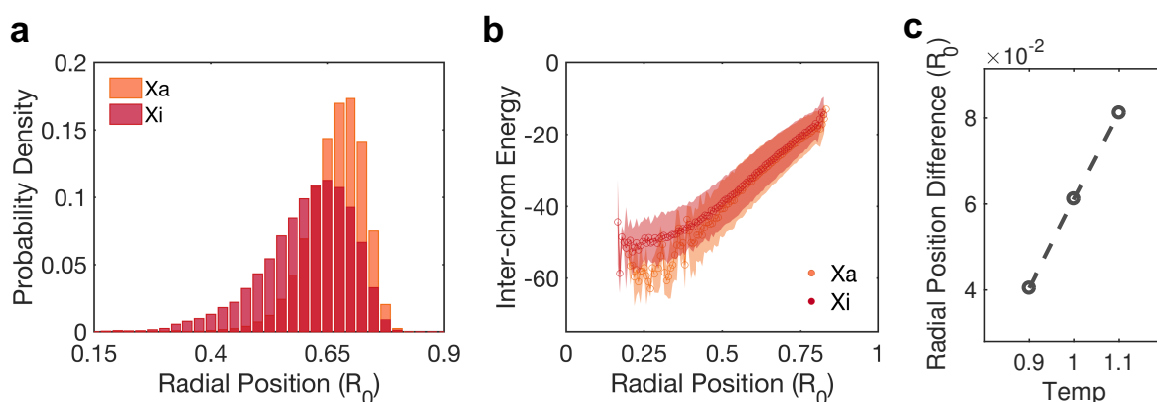 a
0.2
0.15
0.1
0.05
0
Probability Density
Xa
Xi
0.15
0.4
0.65
0.9
Radial Position (R0)
b
0
-20
-40
-60
Inter-chrom Energy
Xa
Xi
0
0.25
0.5
0.75
1
Radial Position (R0)
c
×10-2
8
6
4
Radial Position Difference (R0)
0.9
1
1.1
Temp